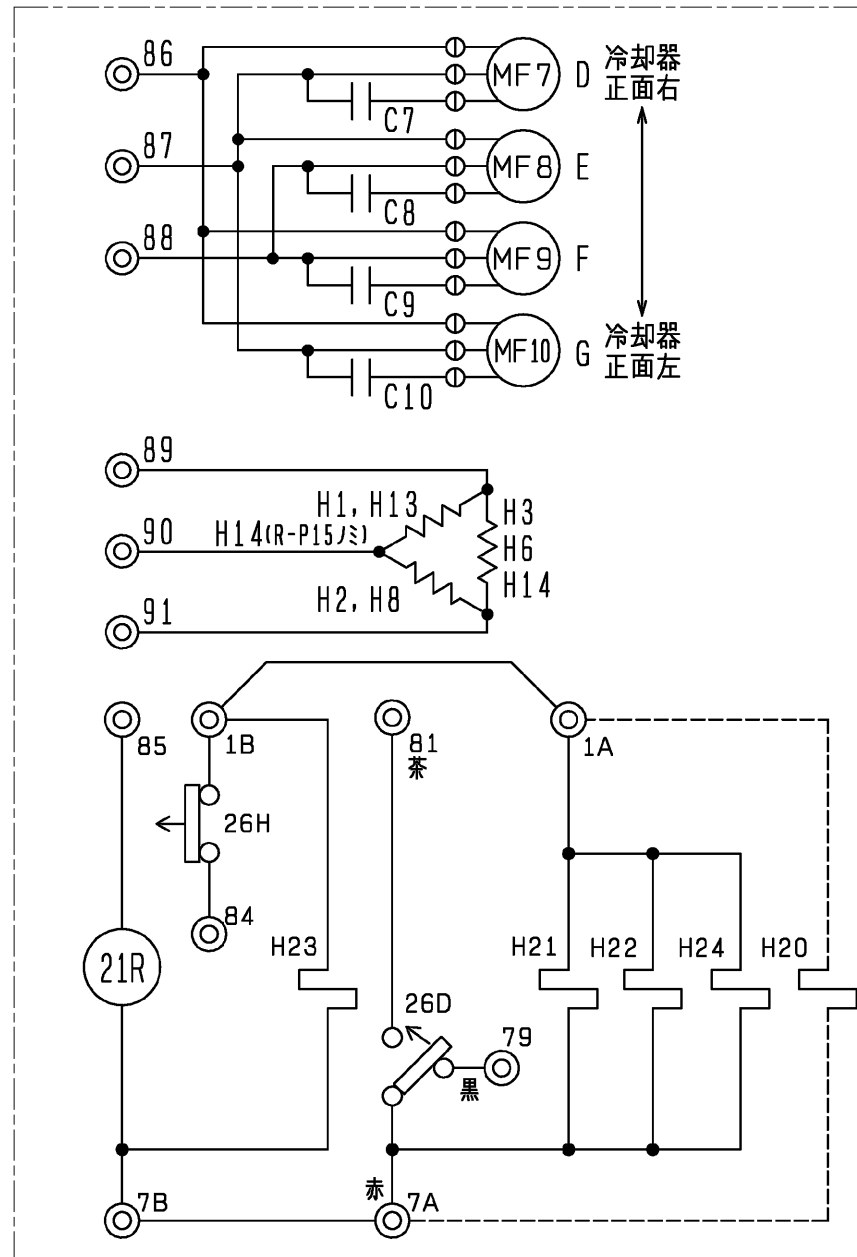 86
MF7
D
冷却器
正面右
C7
87
MF8
E
C8
88
MF9
F
C9
冷却器
正面左
MF10
G
C10
89
H1, H13
H3
H6
H14
90
H14(R-P15ノミ)
H2, H8
91
85
1B
81
茶
1A
26H
84
H23
H21
H22
H24
H20
21R
26D
79
黒
赤
7B
7A